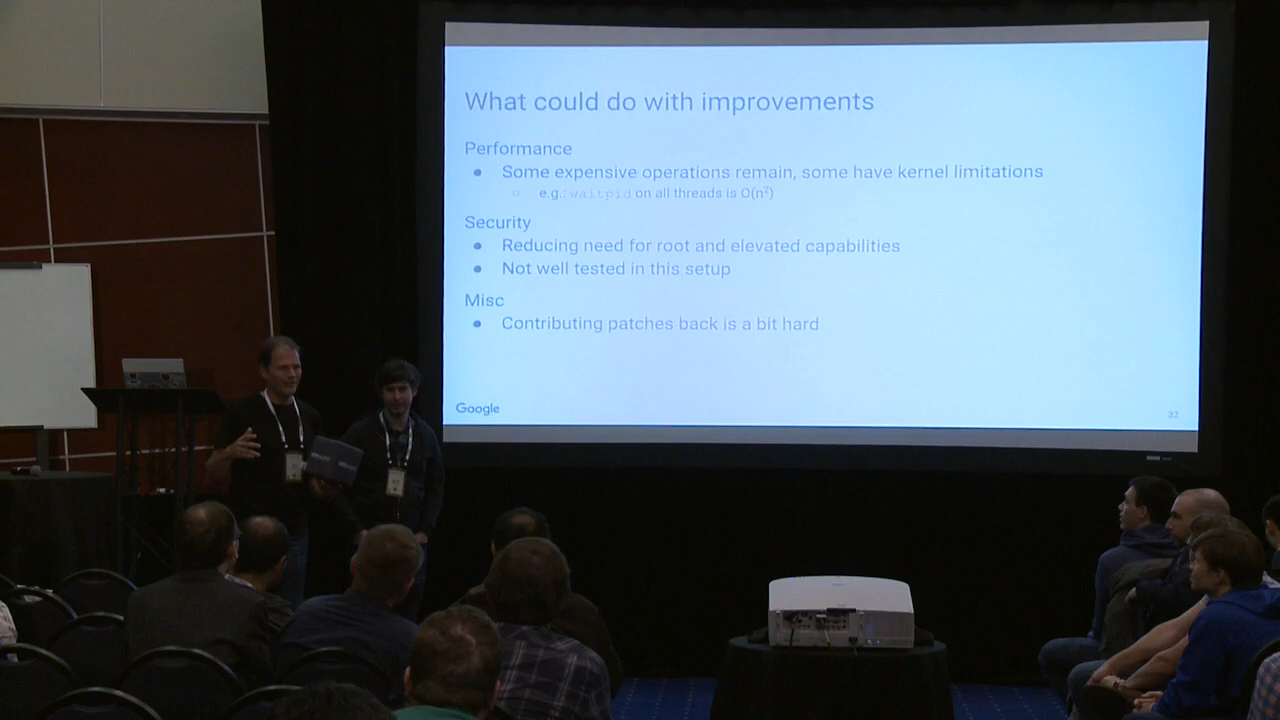 What could do with improvements
Performance
● Some expensive operations remain, some have kernel limitations
○ e.g.: waitpid on all threads is O(n²)
Security
● Reducing need for root and elevated capabilities
● Not well tested in this setup
Misc
● Contributing patches back is a bit hard
Google
32